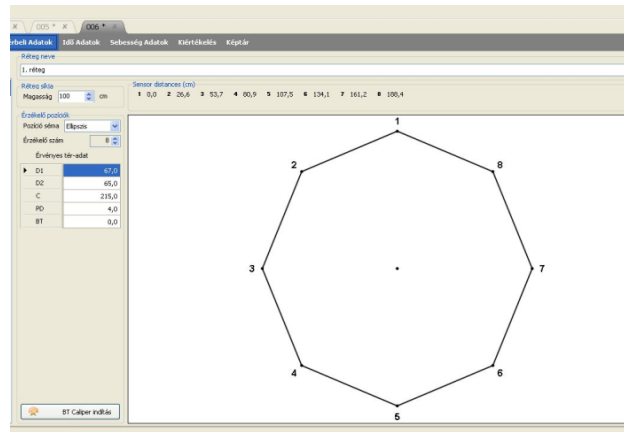 005 * × 006 * ×
rbeli Adatok Idő Adatok Sebesség Adatok Kiértékelés Képtár
Réteg neve
1. réteg
Réteg síkja
Magasság 100 cm
Sensor distances (cm)
1 0,0 2 26,6 3 53,7 4 80,9 5 107,5 6 134,1 7 161,2 8 188,4
Érzékelő pozíciók
Pozíció séma Ellipszis
Érzékelő szám 8
Érvényes tér-adat
D1 67,0
D2 65,0
C 215,0
PD 4,0
BT 0,0
1
2
8
3
7
4
6
5
BT Caliper indítás